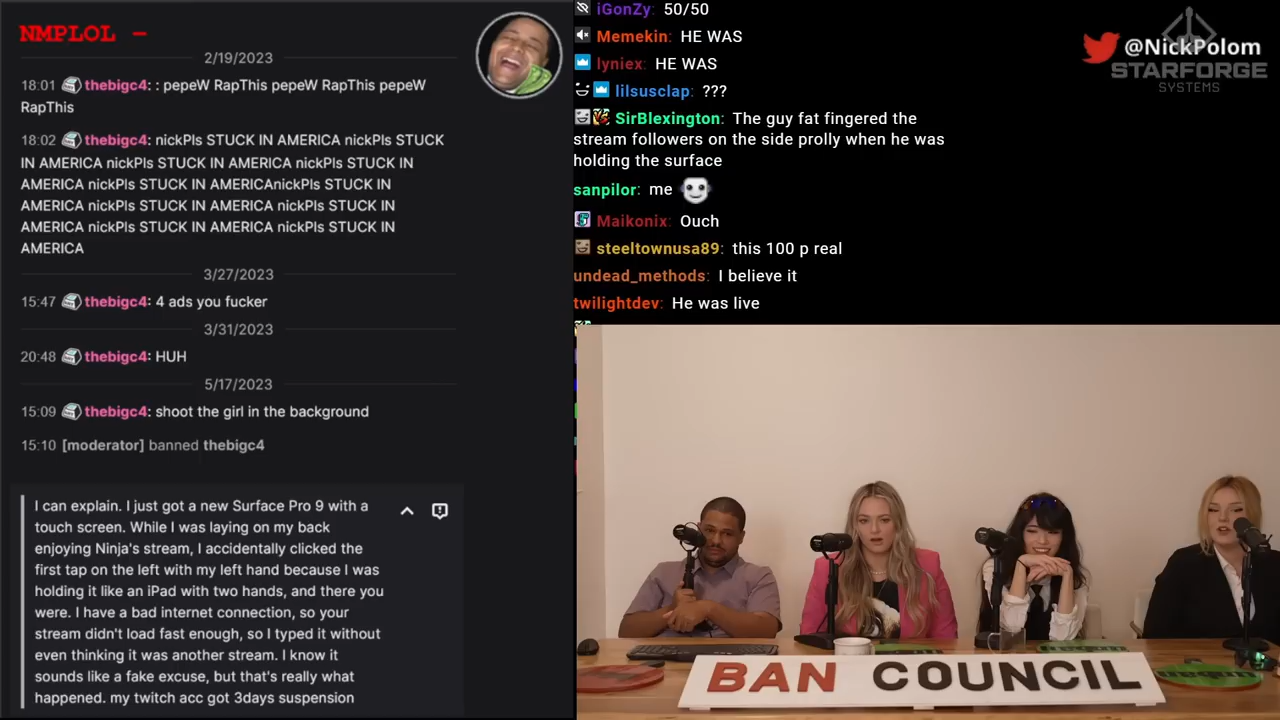 NMPLOL -
2/19/2023
18:01 thebigc4: : pepeW RapThis pepeW RapThis pepeW
RapThis
18:02 thebigc4: nickPls STUCK IN AMERICA nickPls STUCK
IN AMERICA nickPls STUCK IN AMERICA nickPls STUCK IN
AMERICA nickPls STUCK IN AMERICAnickPls STUCK IN
AMERICA nickPls STUCK IN AMERICA nickPls STUCK IN
AMERICA nickPls STUCK IN AMERICA nickPls STUCK IN
AMERICA
3/27/2023
15:47 thebigc4: 4 ads you fucker
3/31/2023
20:48 thebigc4: HUH
5/17/2023
15:09 thebigc4: shoot the girl in the background
15:10 [moderator] banned thebigc4
I can explain. I just got a new Surface Pro 9 with a
touch screen. While I was laying on my back
enjoying Ninja's stream, I accidentally clicked the
first tap on the left with my left hand because I was
holding it like an iPad with two hands, and there you
were. I have a bad internet connection, so your
stream didn't load fast enough, so I typed it without
even thinking it was another stream. I know it
sounds like a fake excuse, but that's really what
happened. my twitch acc got 3days suspension
iGonZy: 50/50
Memekin: HE WAS
lyniex: HE WAS
lilsusclap: ???
SirBlexington: The guy fat fingered the
stream followers on the side prolly when he was
holding the surface
sanpilor: me
Maikonix: Ouch
steeltownusa89: this 100 p real
undead_methods: I believe it
twilightdev: He was live
@NickPolom
STARFORGE
SYSTEMS
BAN COUNCIL